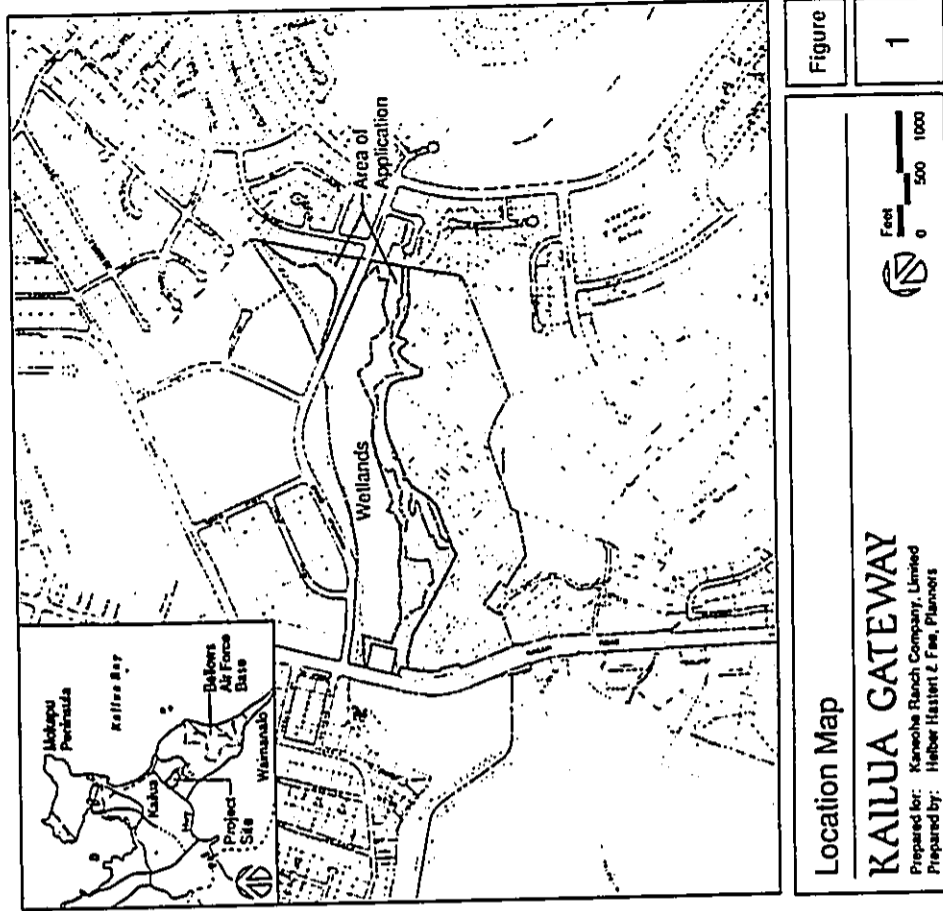 Mokapu
Peninsula
Kailua Bay
Bellows
Air Force
Base
Kailua
Waimanalo
Project
Site
Area of
Application
Wetlands
Location Map
Figure
1
KAILUA GATEWAY
Prepared for: Kaneohe Ranch Company, Limited
Prepared by: Helber Hastert & Fee, Planners
Feet
0 500 1000